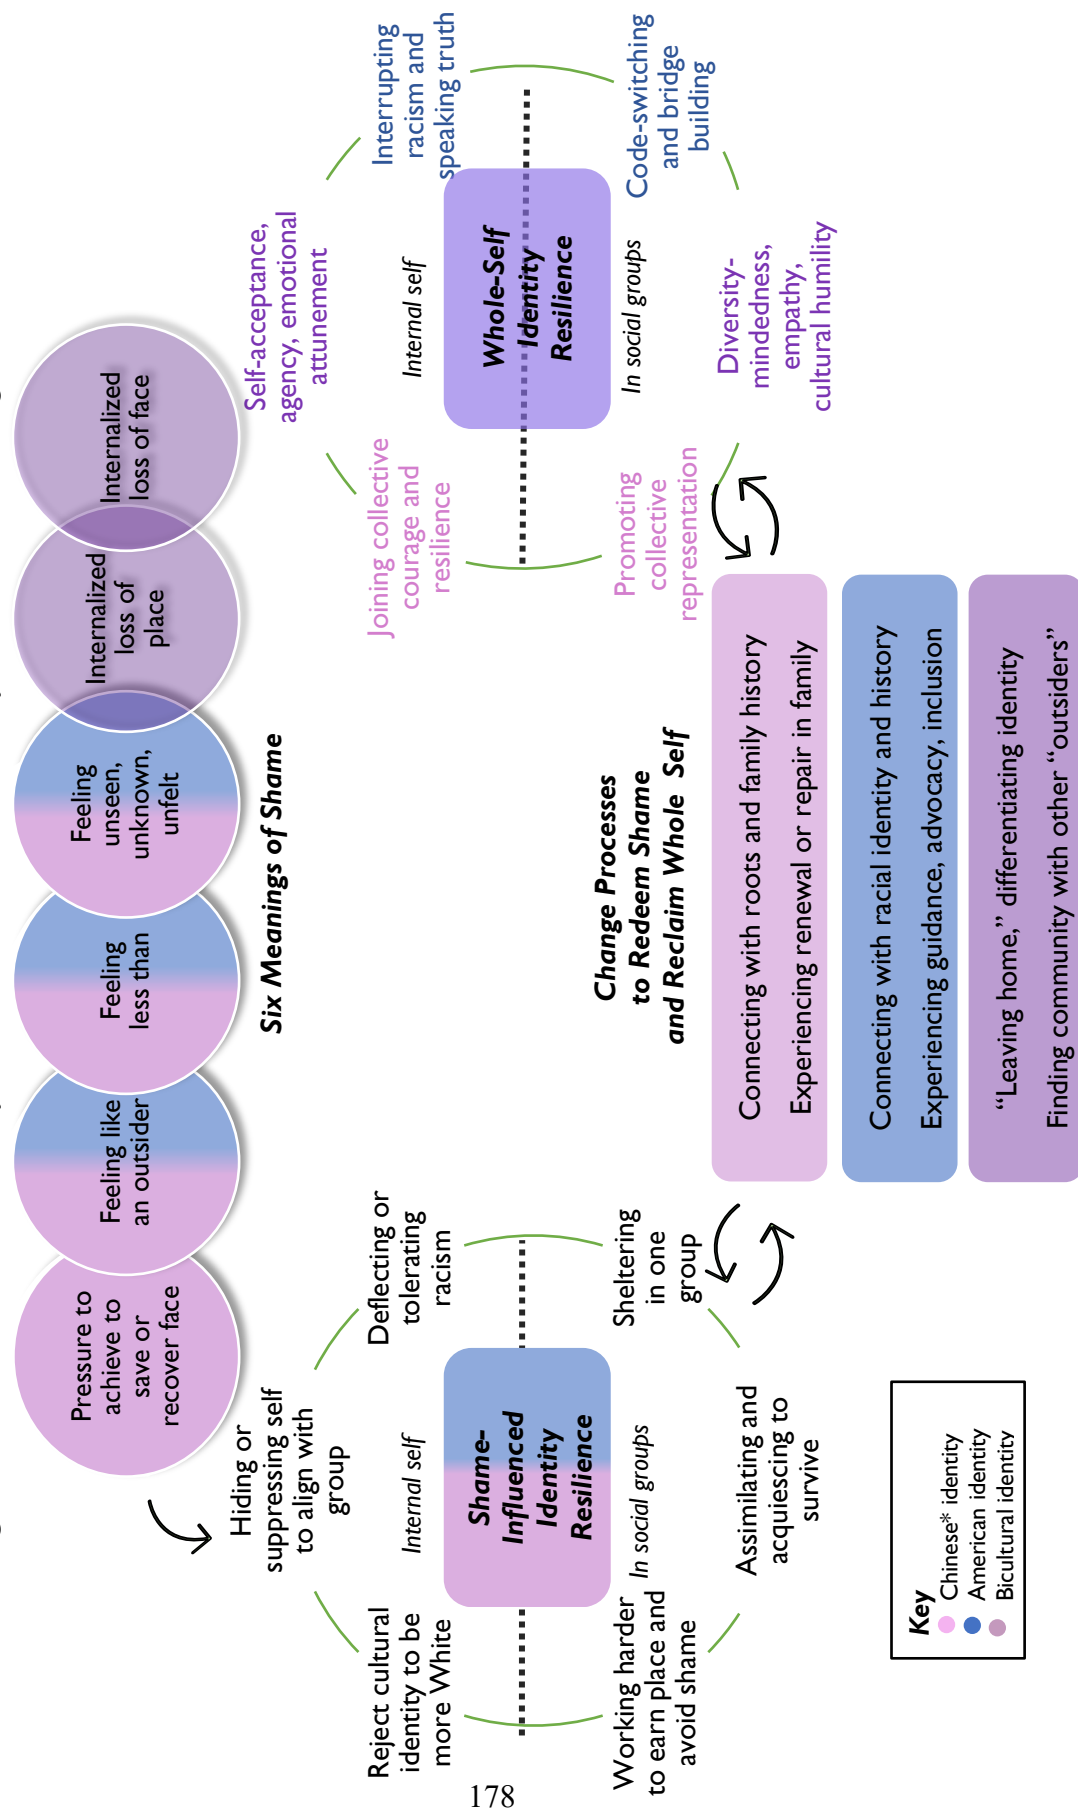 Pressure to
achieve to
save or
recover face
Feeling like
an outsider
Feeling
less than
Feeling
unseen,
unknown,
unfelt
Internalized
loss of
place
Internalized
loss of face
Six Meanings of Shame
Hiding or
suppressing self
to align with
group
Reject cultural
identity to be
more White
Deflecting or
tolerating
racism
Internal self
Shame-
Influenced
Identity
Resilience
In social groups
Working harder
to earn place and
avoid shame
Sheltering
in one
group
Assimilating and
acquiescing to
survive
Change Processes
to Redeem Shame
and Reclaim Whole Self
Connecting with roots and family history
Experiencing renewal or repair in family
Connecting with racial identity and history
Experiencing guidance, advocacy, inclusion
“Leaving home,” differentiating identity
Finding community with other “outsiders”
Self-acceptance,
agency, emotional
attunement
Joining collective
courage and
resilience
Interrupting
racism and
speaking truth
Internal self
Whole-Self
Identity
Resilience
In social groups
Promoting
collective
representation
Code-switching
and bridge
building
Diversity-
mindedness,
empathy,
cultural humility
Key
Chinese* identity
American identity
Bicultural identity
178